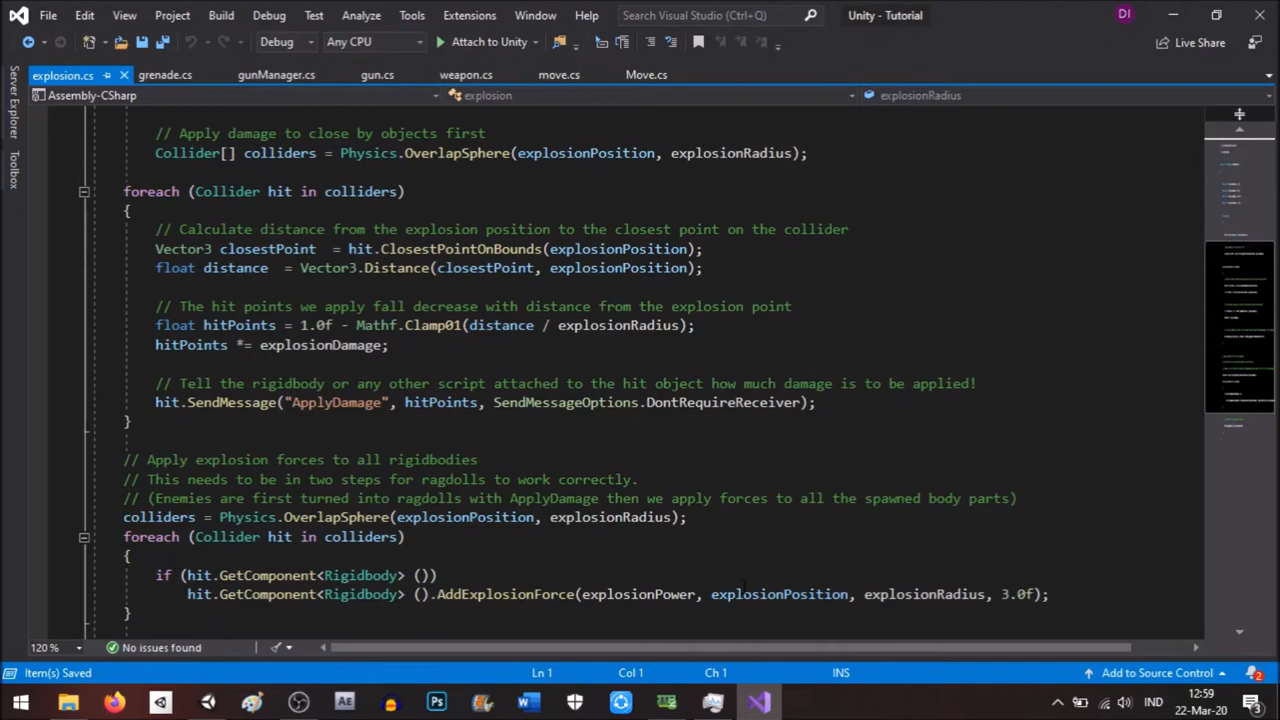 File Edit View Project Build Debug Test Analyze Tools Extensions Window Help Search Visual Studio (Ctrl+Q) Unity - Tutorial DI
Debug Any CPU Attach to Unity Live Share
explosion.cs grenade.cs gunManager.cs gun.cs weapon.cs move.cs Move.cs
Assembly-CSharp explosion explosionRadius
Server Explorer
Toolbox
// Apply damage to close by objects first
Collider[] colliders = Physics.OverlapSphere(explosionPosition, explosionRadius);
foreach (Collider hit in colliders)
{
// Calculate distance from the explosion position to the closest point on the collider
Vector3 closestPoint = hit.ClosestPointOnBounds(explosionPosition);
float distance = Vector3.Distance(closestPoint, explosionPosition);
// The hit points we apply fall decrease with distance from the explosion point
float hitPoints = 1.0f - Mathf.Clamp01(distance / explosionRadius);
hitPoints *= explosionDamage;
// Tell the rigidbody or any other script attached to the hit object how much damage is to be applied!
hit.SendMessage("ApplyDamage", hitPoints, SendMessageOptions.DontRequireReceiver);
}
// Apply explosion forces to all rigidbodies
// This needs to be in two steps for ragdolls to work correctly.
// (Enemies are first turned into ragdolls with ApplyDamage then we apply forces to all the spawned body parts)
colliders = Physics.OverlapSphere(explosionPosition, explosionRadius);
foreach (Collider hit in colliders)
{
if (hit.GetComponent<Rigidbody> ())
hit.GetComponent<Rigidbody> ().AddExplosionForce(explosionPower, explosionPosition, explosionRadius, 3.0f);
}
120 % No issues found
Item(s) Saved Ln 1 Col 1 Ch 1 INS Add to Source Control 2
Ae Ps W IND 12:59
22-Mar-20 3